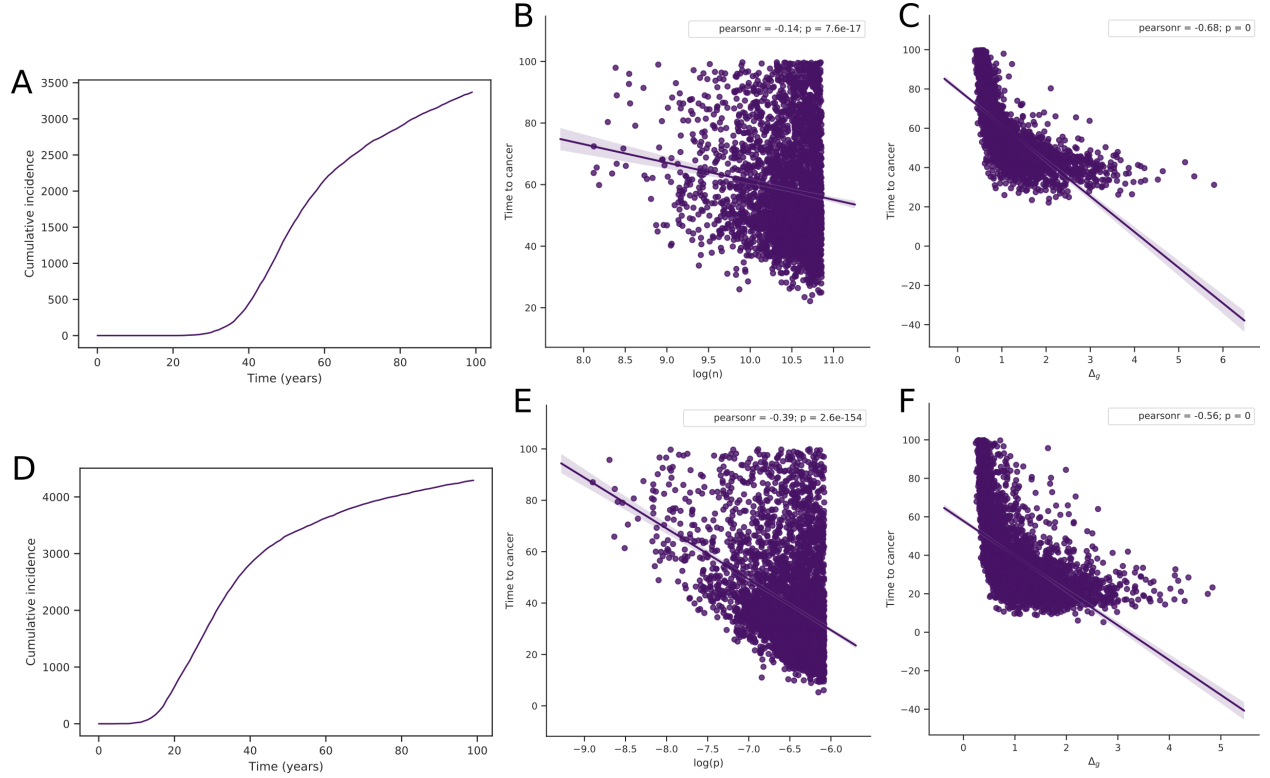 A
3500
3000
2500
2000
1500
1000
500
0
0 20 40 60 80 100
Cumulative incidence
Time (years)
B
pearsonr = -0.14; p = 7.6e-17
100
80
60
40
20
8.0 8.5 9.0 9.5 10.0 10.5 11.0
Time to cancer
log(n)
C
pearsonr = -0.68; p = 0
100
80
60
40
20
0
−20
−40
0 1 2 3 4 5 6
Time to cancer
Δg
D
4000
3000
2000
1000
0
0 20 40 60 80 100
Cumulative incidence
Time (years)
E
pearsonr = -0.39; p = 2.6e-154
100
80
60
40
20
0
−9.0 −8.5 −8.0 −7.5 −7.0 −6.5 −6.0
Time to cancer
log(p)
F
pearsonr = -0.56; p = 0
100
80
60
40
20
0
−20
−40
0 1 2 3 4 5
Time to cancer
Δg